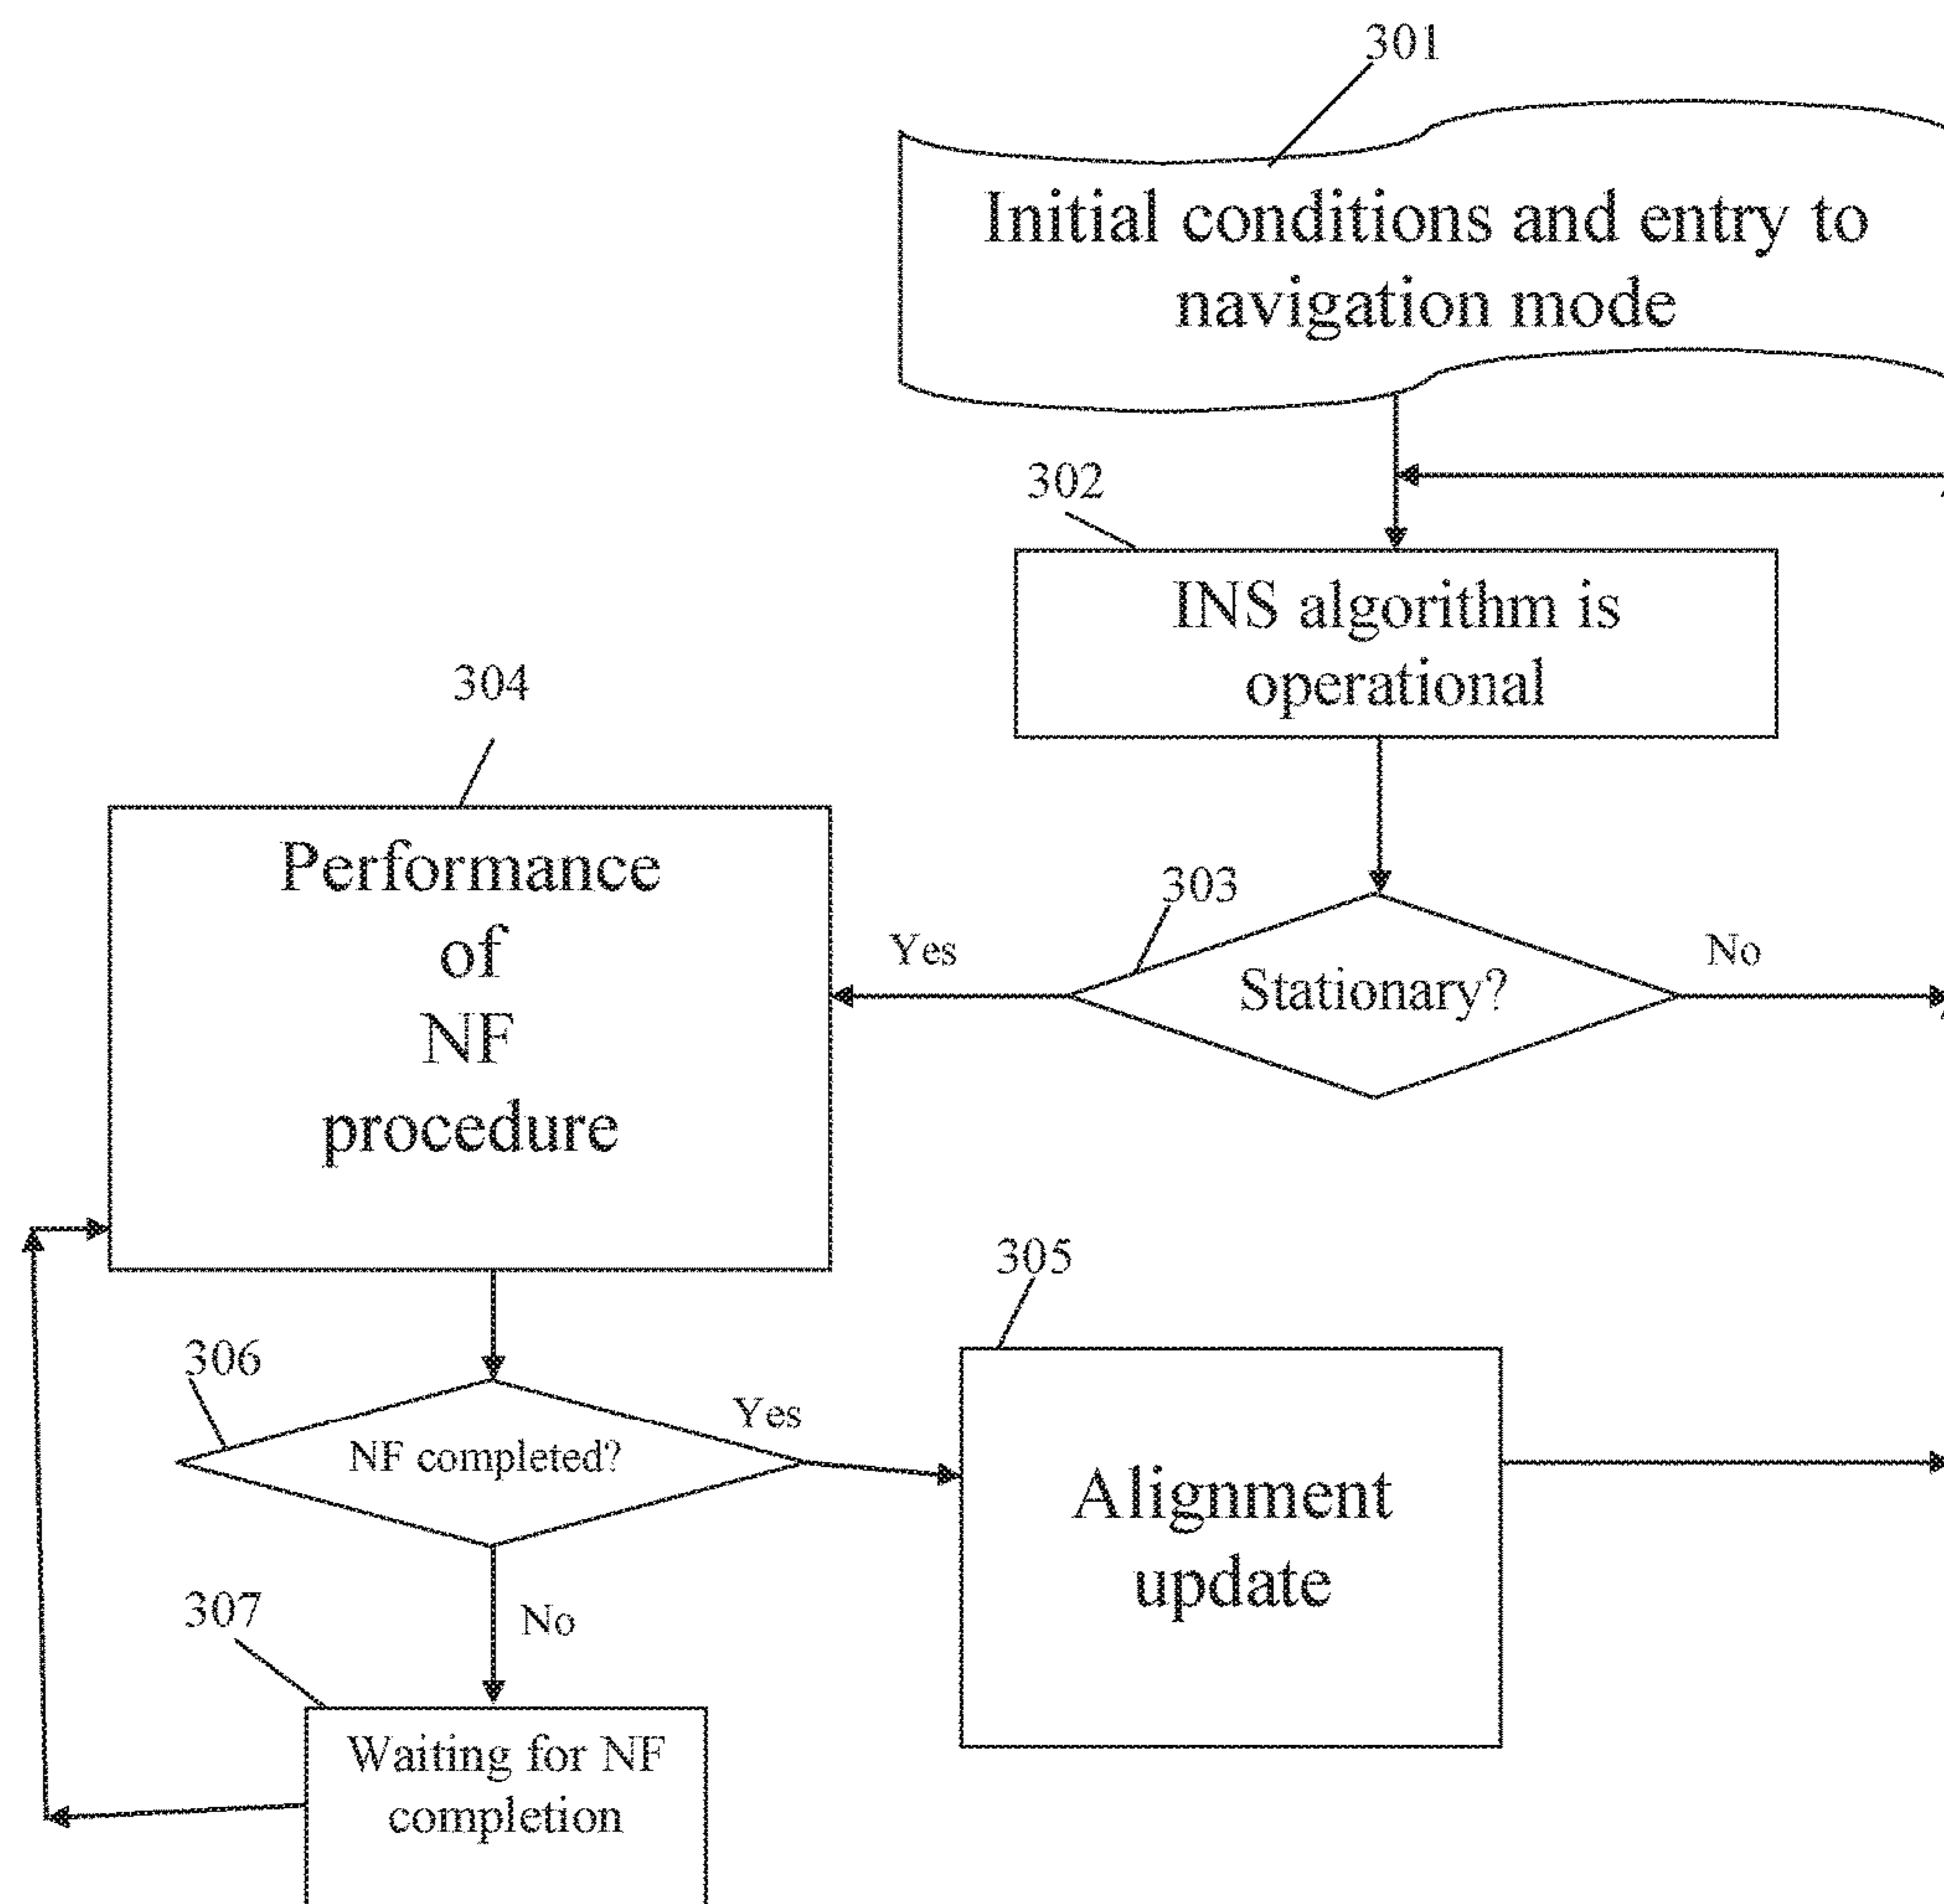 301
Initial conditions and entry to
navigation mode
302
INS algorithm is
operational
304
Performance
of
NF
procedure
303
Yes
Stationary?
No
305
306
Yes
NF completed?
Alignment
update
307
No
Waiting for NF
completion